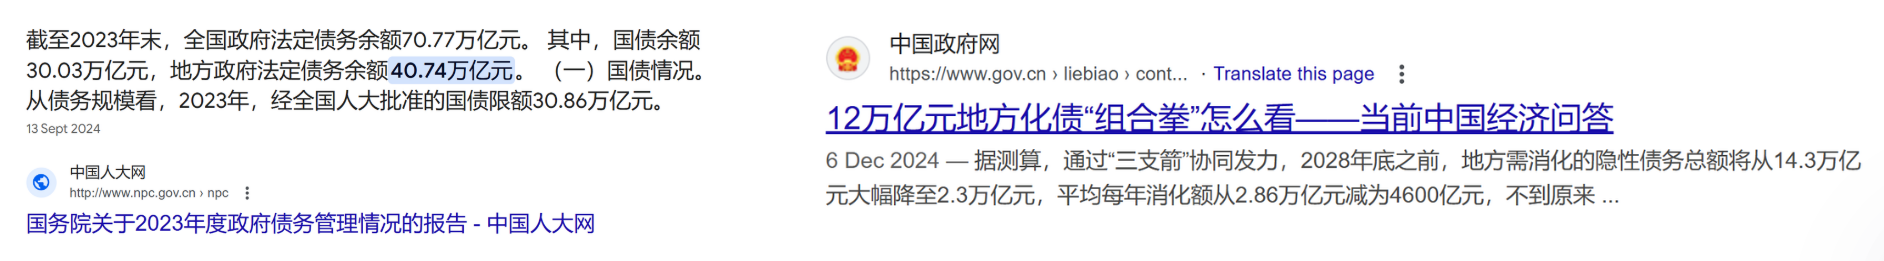 截至2023年末，全国政府法定债务余额70.77万亿元。 其中，国债余额
30.03万亿元，地方政府法定债务余额40.74万亿元。 （一）国债情况。
从债务规模看，2023年，经全国人大批准的国债限额30.86万亿元。
13 Sept 2024
中国人大网
http://www.npc.gov.cn › npc
国务院关于2023年度政府债务管理情况的报告 - 中国人大网
中国政府网
https://www.gov.cn › liebiao › cont... · Translate this page
12万亿元地方化债“组合拳”怎么看——当前中国经济问答
6 Dec 2024 — 据测算，通过“三支箭”协同发力，2028年底之前，地方需消化的隐性债务总额将从14.3万亿
元大幅降至2.3万亿元，平均每年消化额从2.86万亿元减为4600亿元，不到原来 ...